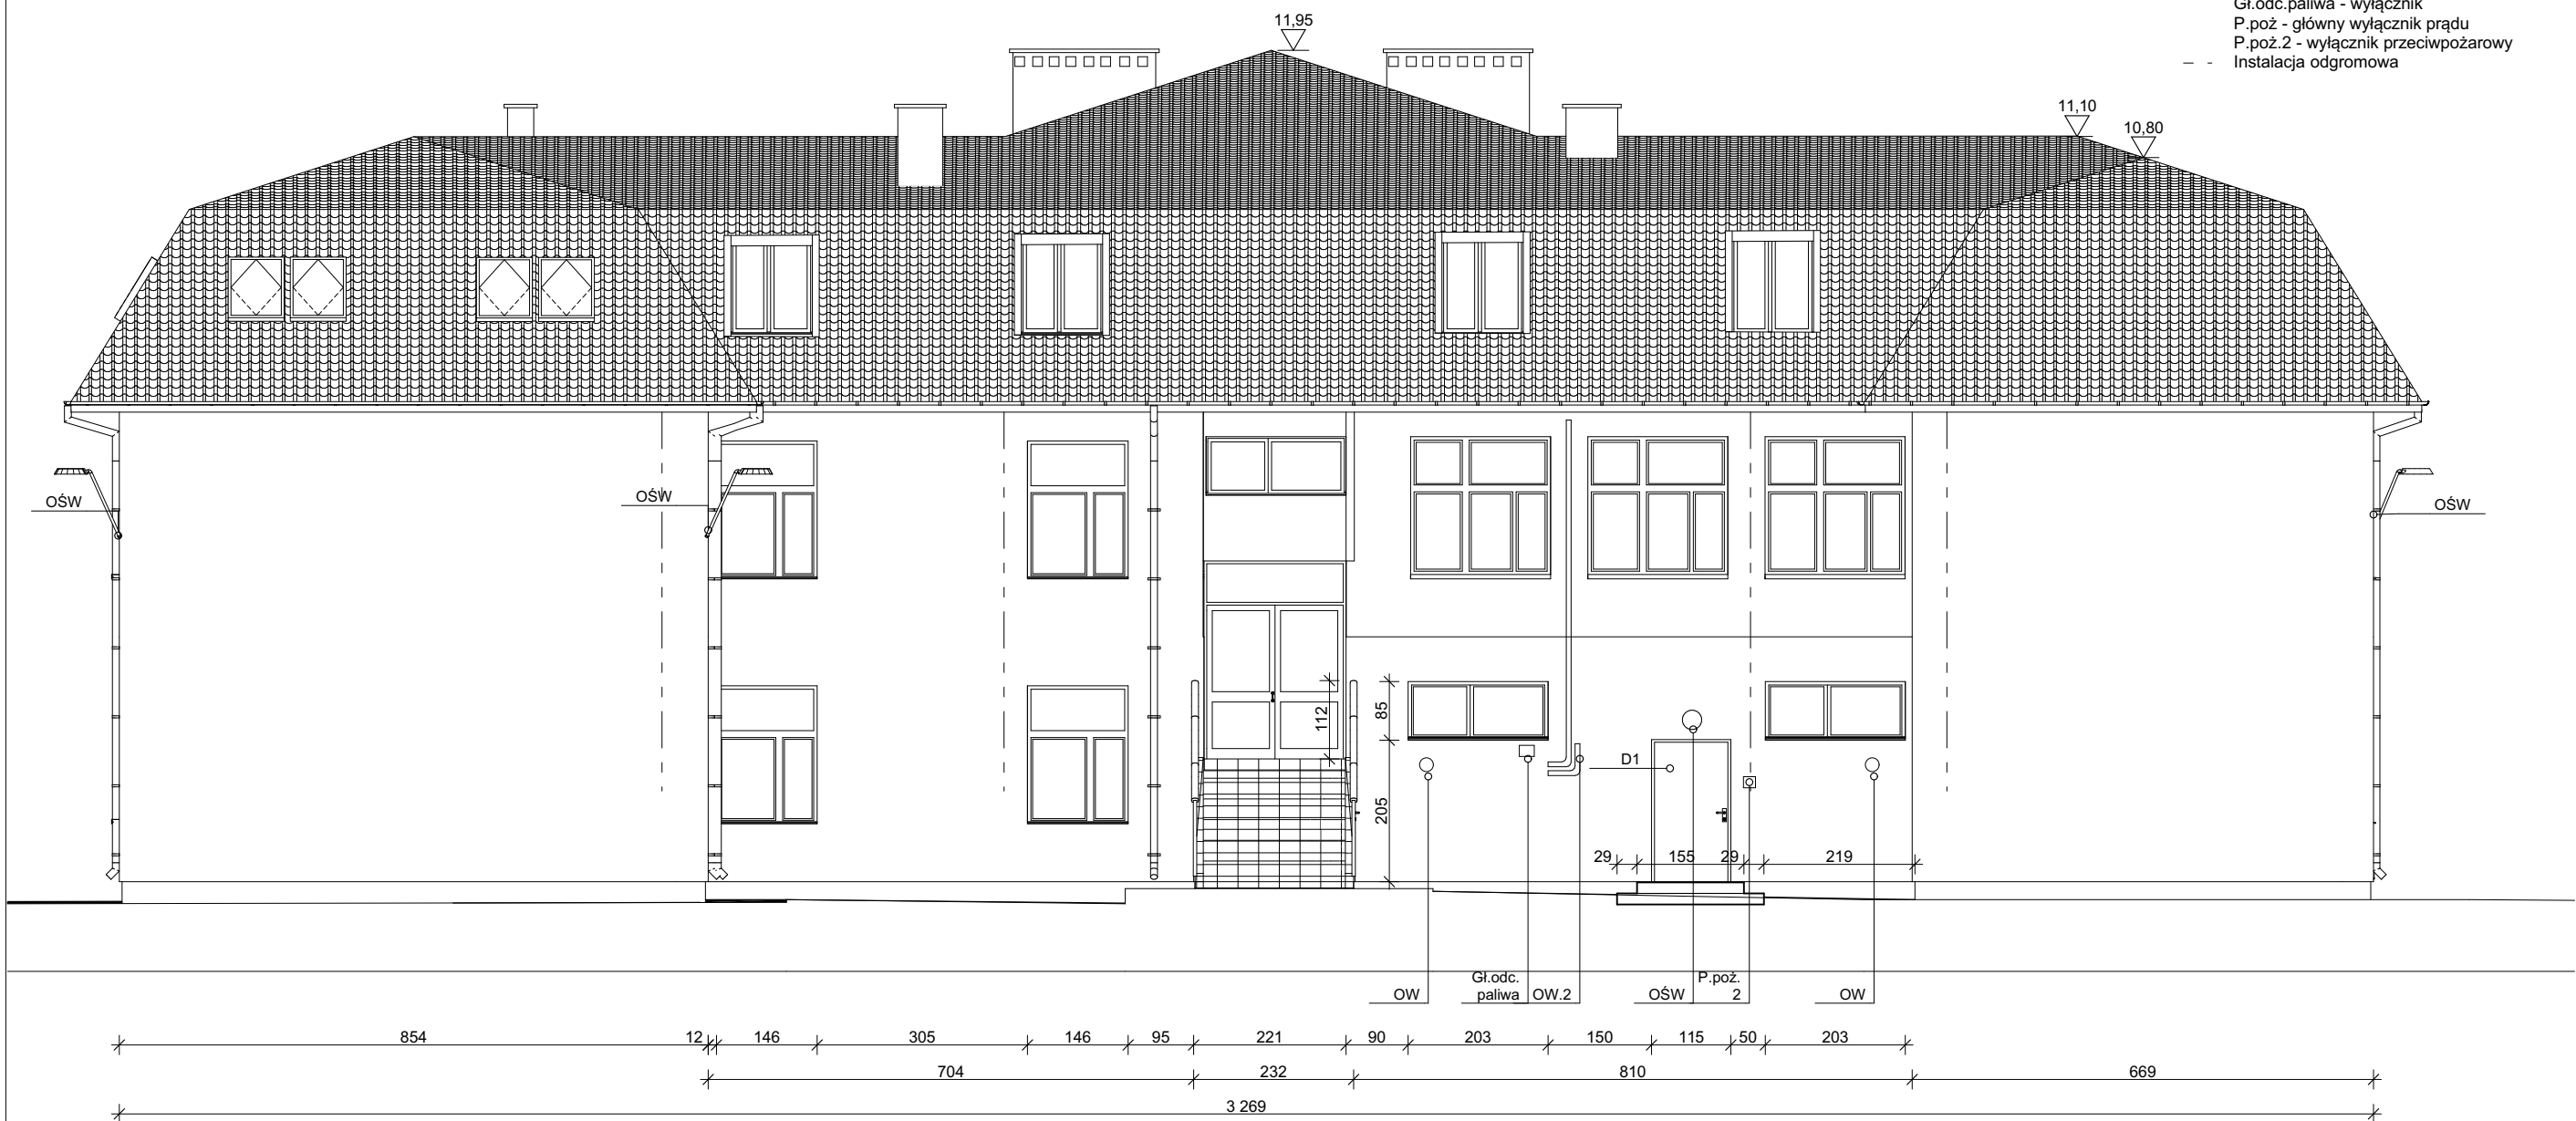 Gł.odc.paliwa - wyłącznik
P.poż - główny wyłącznik prądu
P.poż.2 - wyłącznik przeciwpożarowy
Instalacja odgromowa
11,95
11,10
10,80
OŚW
OŚW
OŚW
112
85
205
D1
29
155
29
219
OW
Gł.odc.
paliwa
OW.2
OŚW
P.poż.
2
OW
854
12
146
305
146
95
221
90
203
150
115
50
203
704
232
810
669
3 269